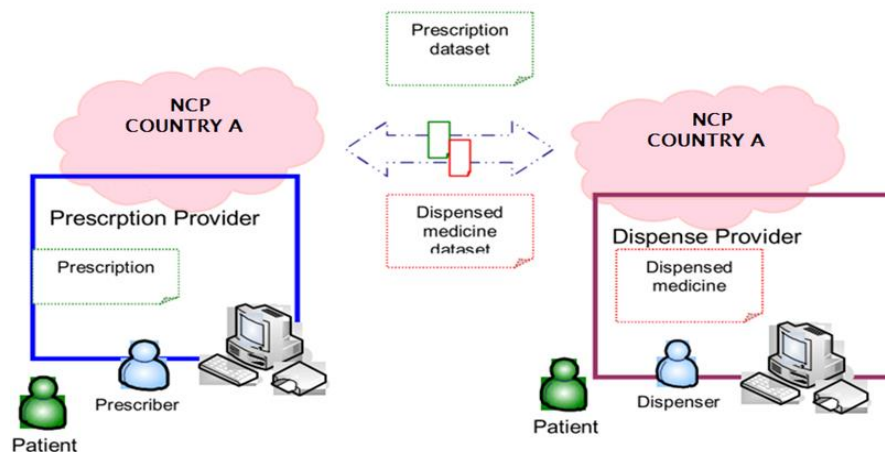 Prescription
dataset
NCP
COUNTRY A
NCP
COUNTRY A
Prescrption Provider
Prescription
Dispensed
medicine
dataset
Dispense Provider
Dispensed
medicine
Prescriber
Patient
Dispenser
Patient